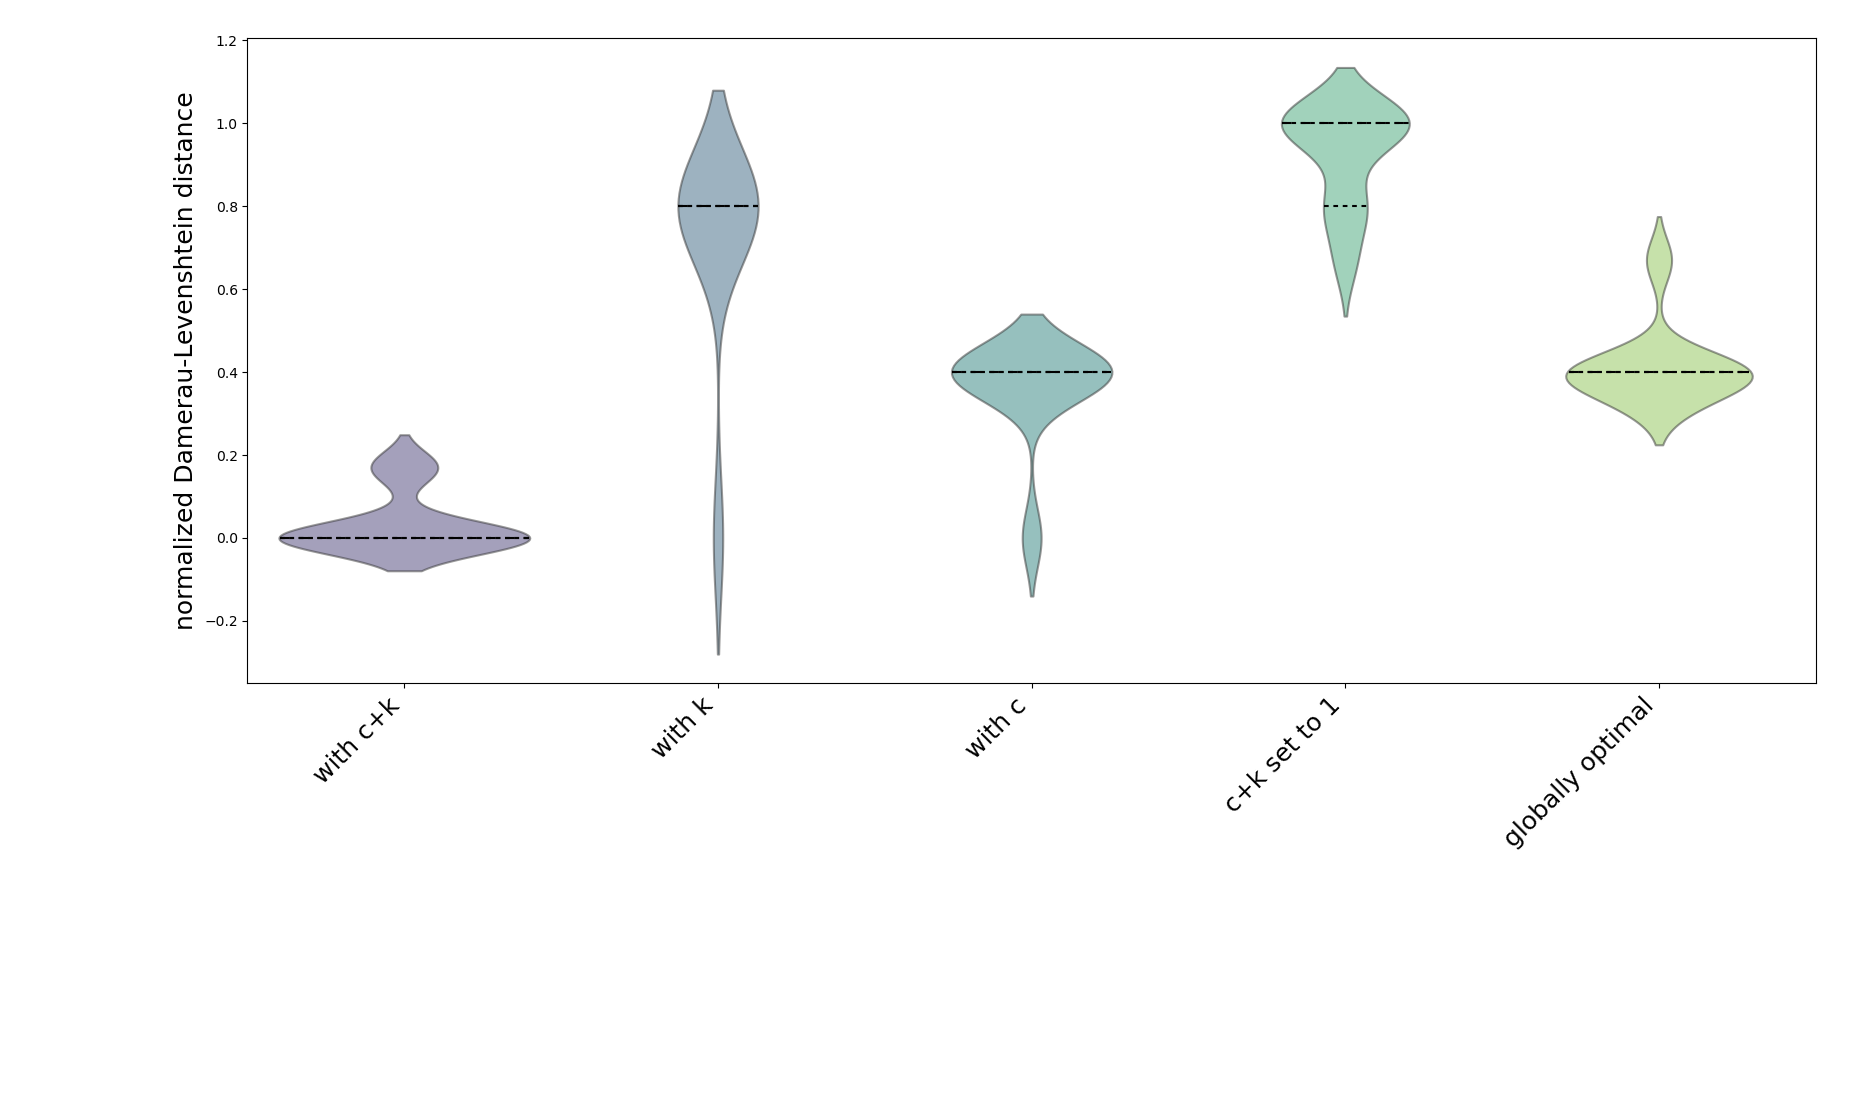 normalized Damerau-Levenshtein distance
1.2
1.0
0.8
0.6
0.4
0.2
0.0
−0.2
with c+k
with k
with c
c+k set to 1
globally optimal